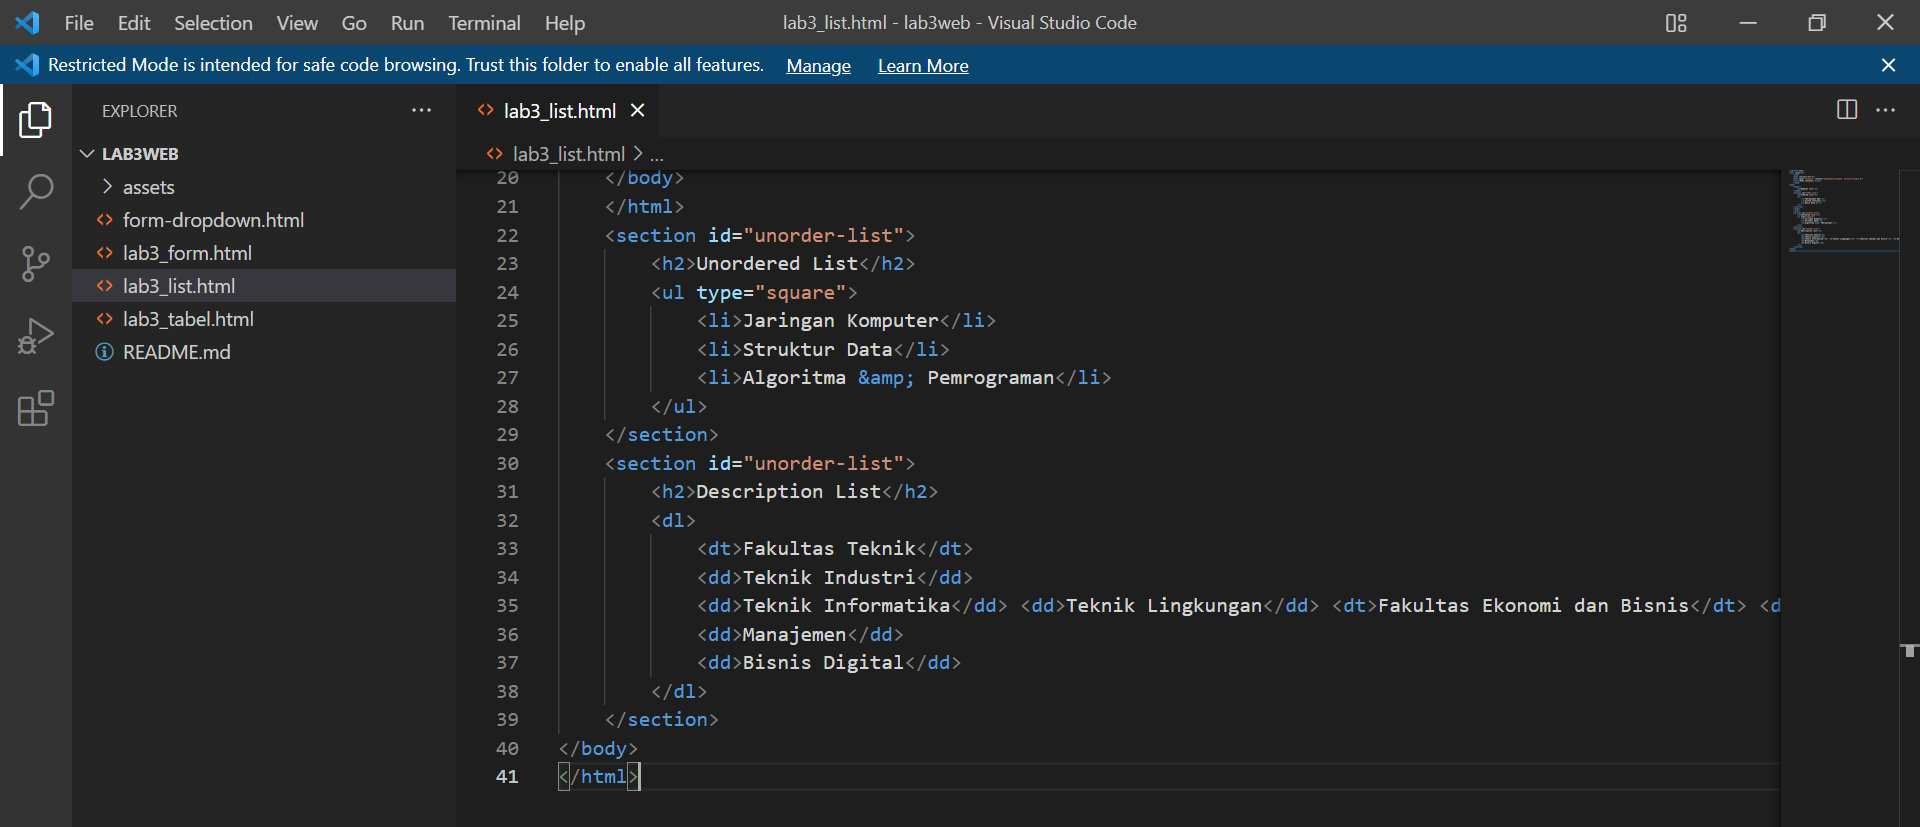 File Edit Selection View Go Run Terminal Help lab3_list.html - lab3web - Visual Studio Code
Restricted Mode is intended for safe code browsing. Trust this folder to enable all features. Manage Learn More
EXPLORER ...
LAB3WEB
assets
form-dropdown.html
lab3_form.html
lab3_list.html
lab3_tabel.html
README.md
lab3_list.html
lab3_list.html > ...
20 </body>
21 </html>
22 <section id="unorder-list">
23 <h2>Unordered List</h2>
24 <ul type="square">
25 <li>Jaringan Komputer</li>
26 <li>Struktur Data</li>
27 <li>Algoritma &amp; Pemrograman</li>
28 </ul>
29 </section>
30 <section id="unorder-list">
31 <h2>Description List</h2>
32 <dl>
33 <dt>Fakultas Teknik</dt>
34 <dd>Teknik Industri</dd>
35 <dd>Teknik Informatika</dd> <dd>Teknik Lingkungan</dd> <dt>Fakultas Ekonomi dan Bisnis</dt> <d
36 <dd>Manajemen</dd>
37 <dd>Bisnis Digital</dd>
38 </dl>
39 </section>
40 </body>
41 </html>